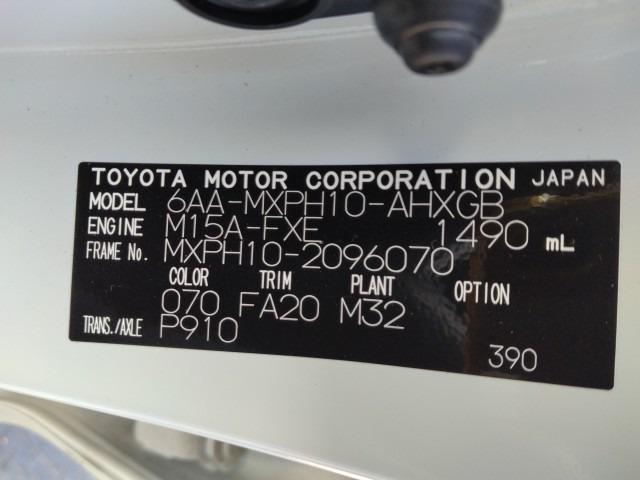 TOYOTA MOTOR CORPORATION JAPAN
MODEL 6AA-MXPH10-AHXGB
ENGINE M15A-FXE 1490 mL
FRAME No. MXPH10-2096070
COLOR TRIM PLANT OPTION
070 FA20 M32
TRANS./AXLE P910
390